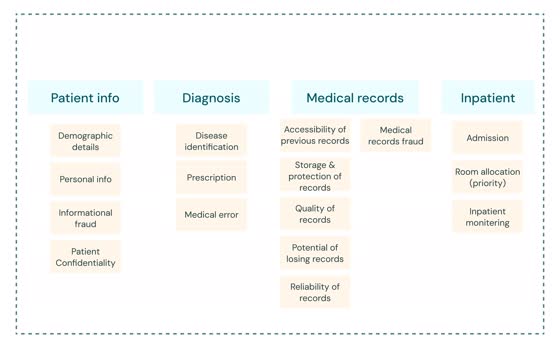 Patient info
Diagnosis
Medical records
Inpatient
Demographic
details
Personal info
Informational
fraud
Patient
Confidentiality
Disease
identification
Prescription
Medical error
Accessibility of
previous records
Storage &
protection of
records
Quality of
records
Potential of
losing records
Reliability of
records
Medical
records fraud
Admission
Room allocation
(priority)
Inpatient
monitering